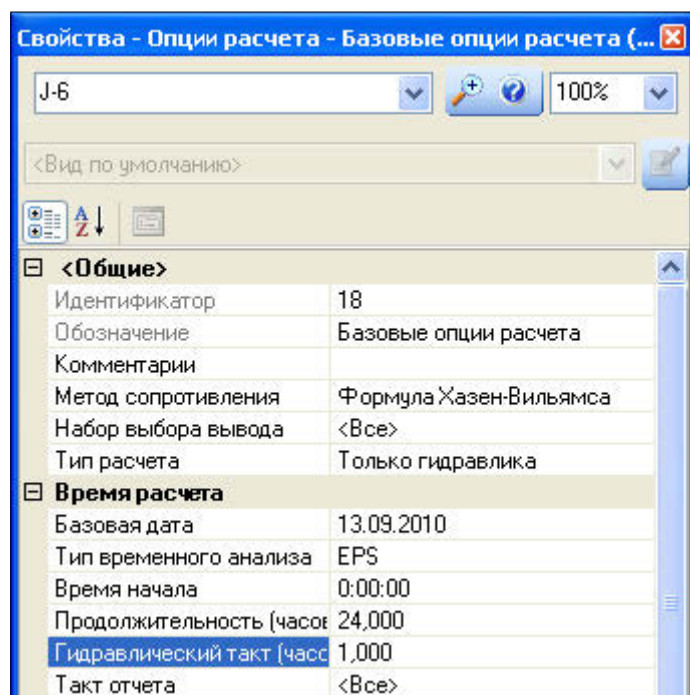 Свойства - Опции расчета - Базовые опции расчета (...
J-6 100%
<Вид по умолчанию>
<Общие>
Идентификатор 18
Обозначение Базовые опции расчета
Комментарии
Метод сопротивления Формула Хазен-Вильямса
Набор выбора вывода <Все>
Тип расчета Только гидравлика
Время расчета
Базовая дата 13.09.2010
Тип временного анализа EPS
Время начала 0:00:00
Продолжительность (часов 24,000
Гидравлический такт (часс 1,000
Такт отчета <Все>